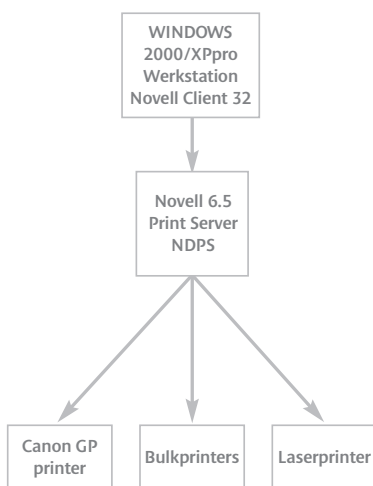 WINDOWS
2000/XPpro
Werkstation
Novell Client 32
Novell 6.5
Print Server
NDPS
Canon GP
printer
Bulkprinters
Laserprinter